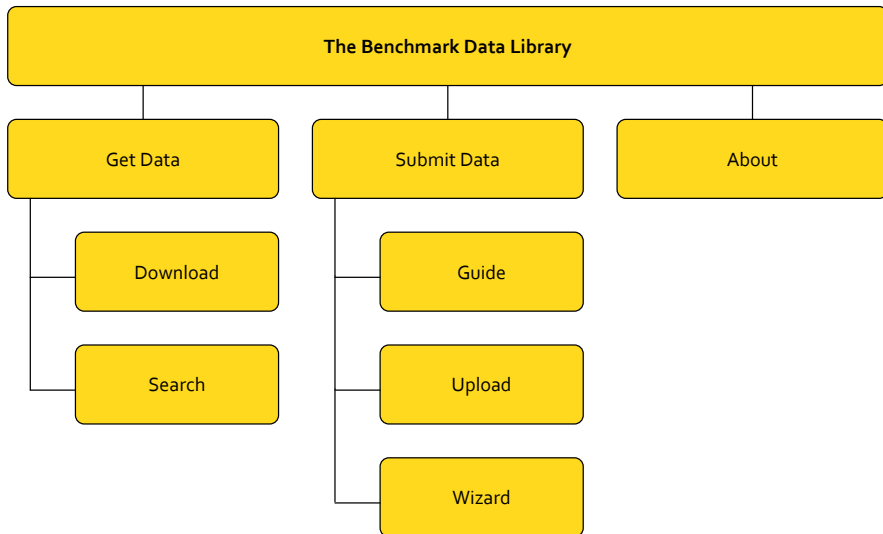 The Benchmark Data Library
Get Data
Submit Data
About
Download
Guide
Search
Upload
Wizard